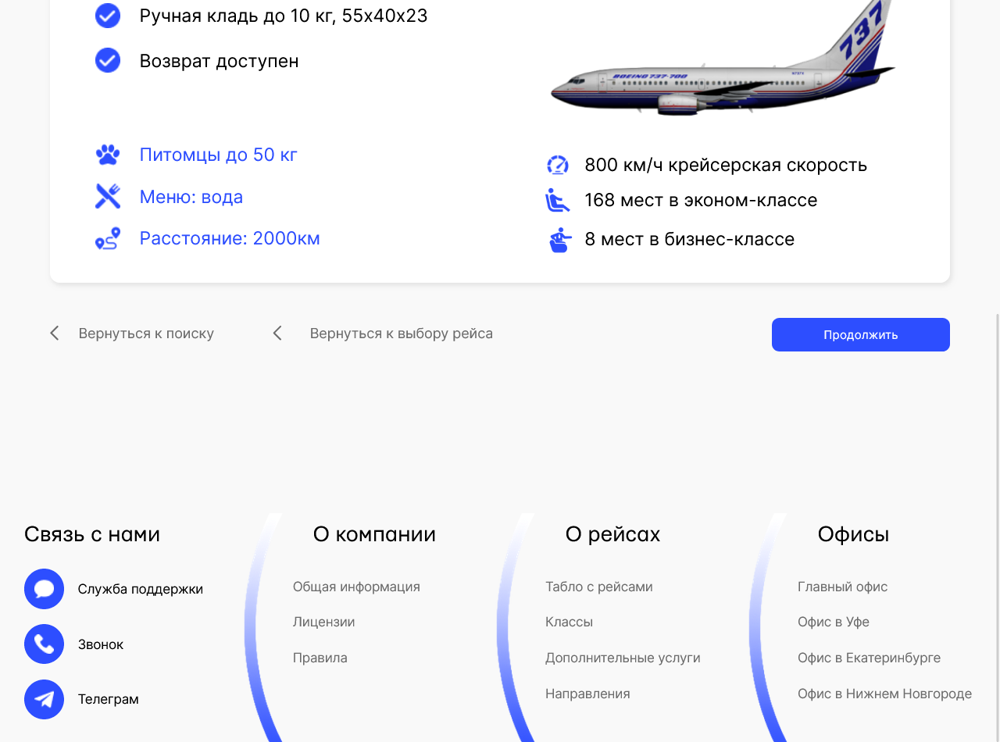 Ручная кладь до 10 кг, 55х40х23
Возврат доступен
737
BOEING 737-700
Питомцы до 50 кг
Меню: вода
Расстояние: 2000км
800 км/ч крейсерская скорость
168 мест в эконом-классе
8 мест в бизнес-классе
Вернуться к поиску
Вернуться к выбору рейса
Продолжить
Связь с нами
Служба поддержки
Звонок
Телеграм
О компании
Общая информация
Лицензии
Правила
О рейсах
Табло с рейсами
Классы
Дополнительные услуги
Направления
Офисы
Главный офис
Офис в Уфе
Офис в Екатеринбурге
Офис в Нижнем Новгороде